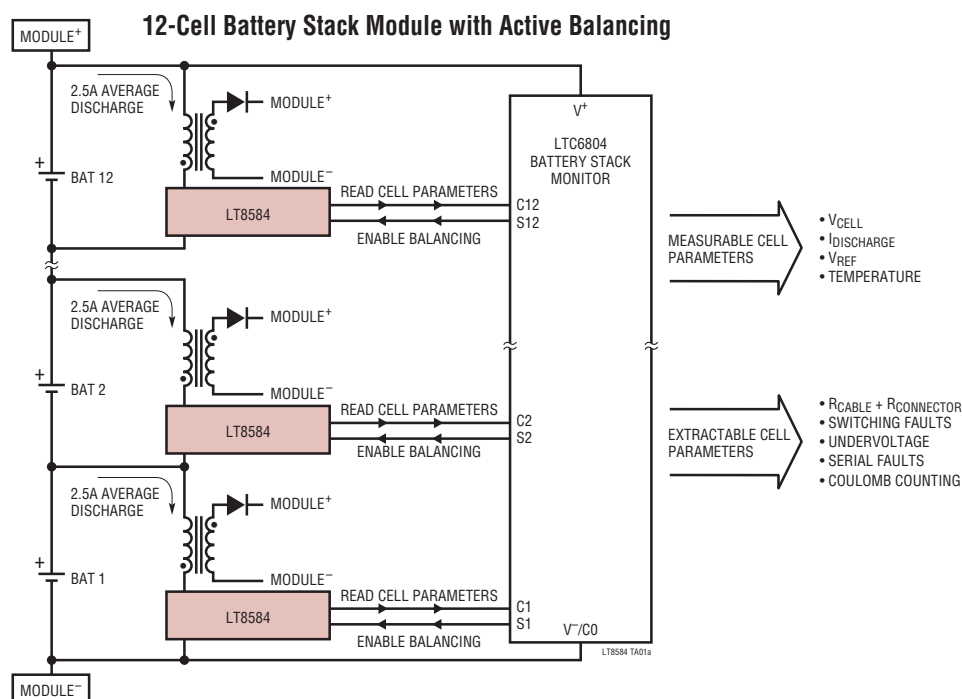 12-Cell Battery Stack Module with Active Balancing
MODULE+
2.5A AVERAGE
DISCHARGE
MODULE+
MODULE–
+
BAT 12
LT8584
READ CELL PARAMETERS
ENABLE BALANCING
C12
S12
V+
LTC6804
BATTERY STACK
MONITOR
MEASURABLE CELL
PARAMETERS
• VCELL
• IDISCHARGE
• VREF
• TEMPERATURE
2.5A AVERAGE
DISCHARGE
MODULE+
MODULE–
+
BAT 2
LT8584
READ CELL PARAMETERS
ENABLE BALANCING
C2
S2
EXTRACTABLE CELL
PARAMETERS
• RCABLE + RCONNECTOR
• SWITCHING FAULTS
• UNDERVOLTAGE
• SERIAL FAULTS
• COULOMB COUNTING
2.5A AVERAGE
DISCHARGE
MODULE+
MODULE–
+
BAT 1
LT8584
READ CELL PARAMETERS
ENABLE BALANCING
C1
S1
V–/C0
LT8584 TA01a
MODULE–